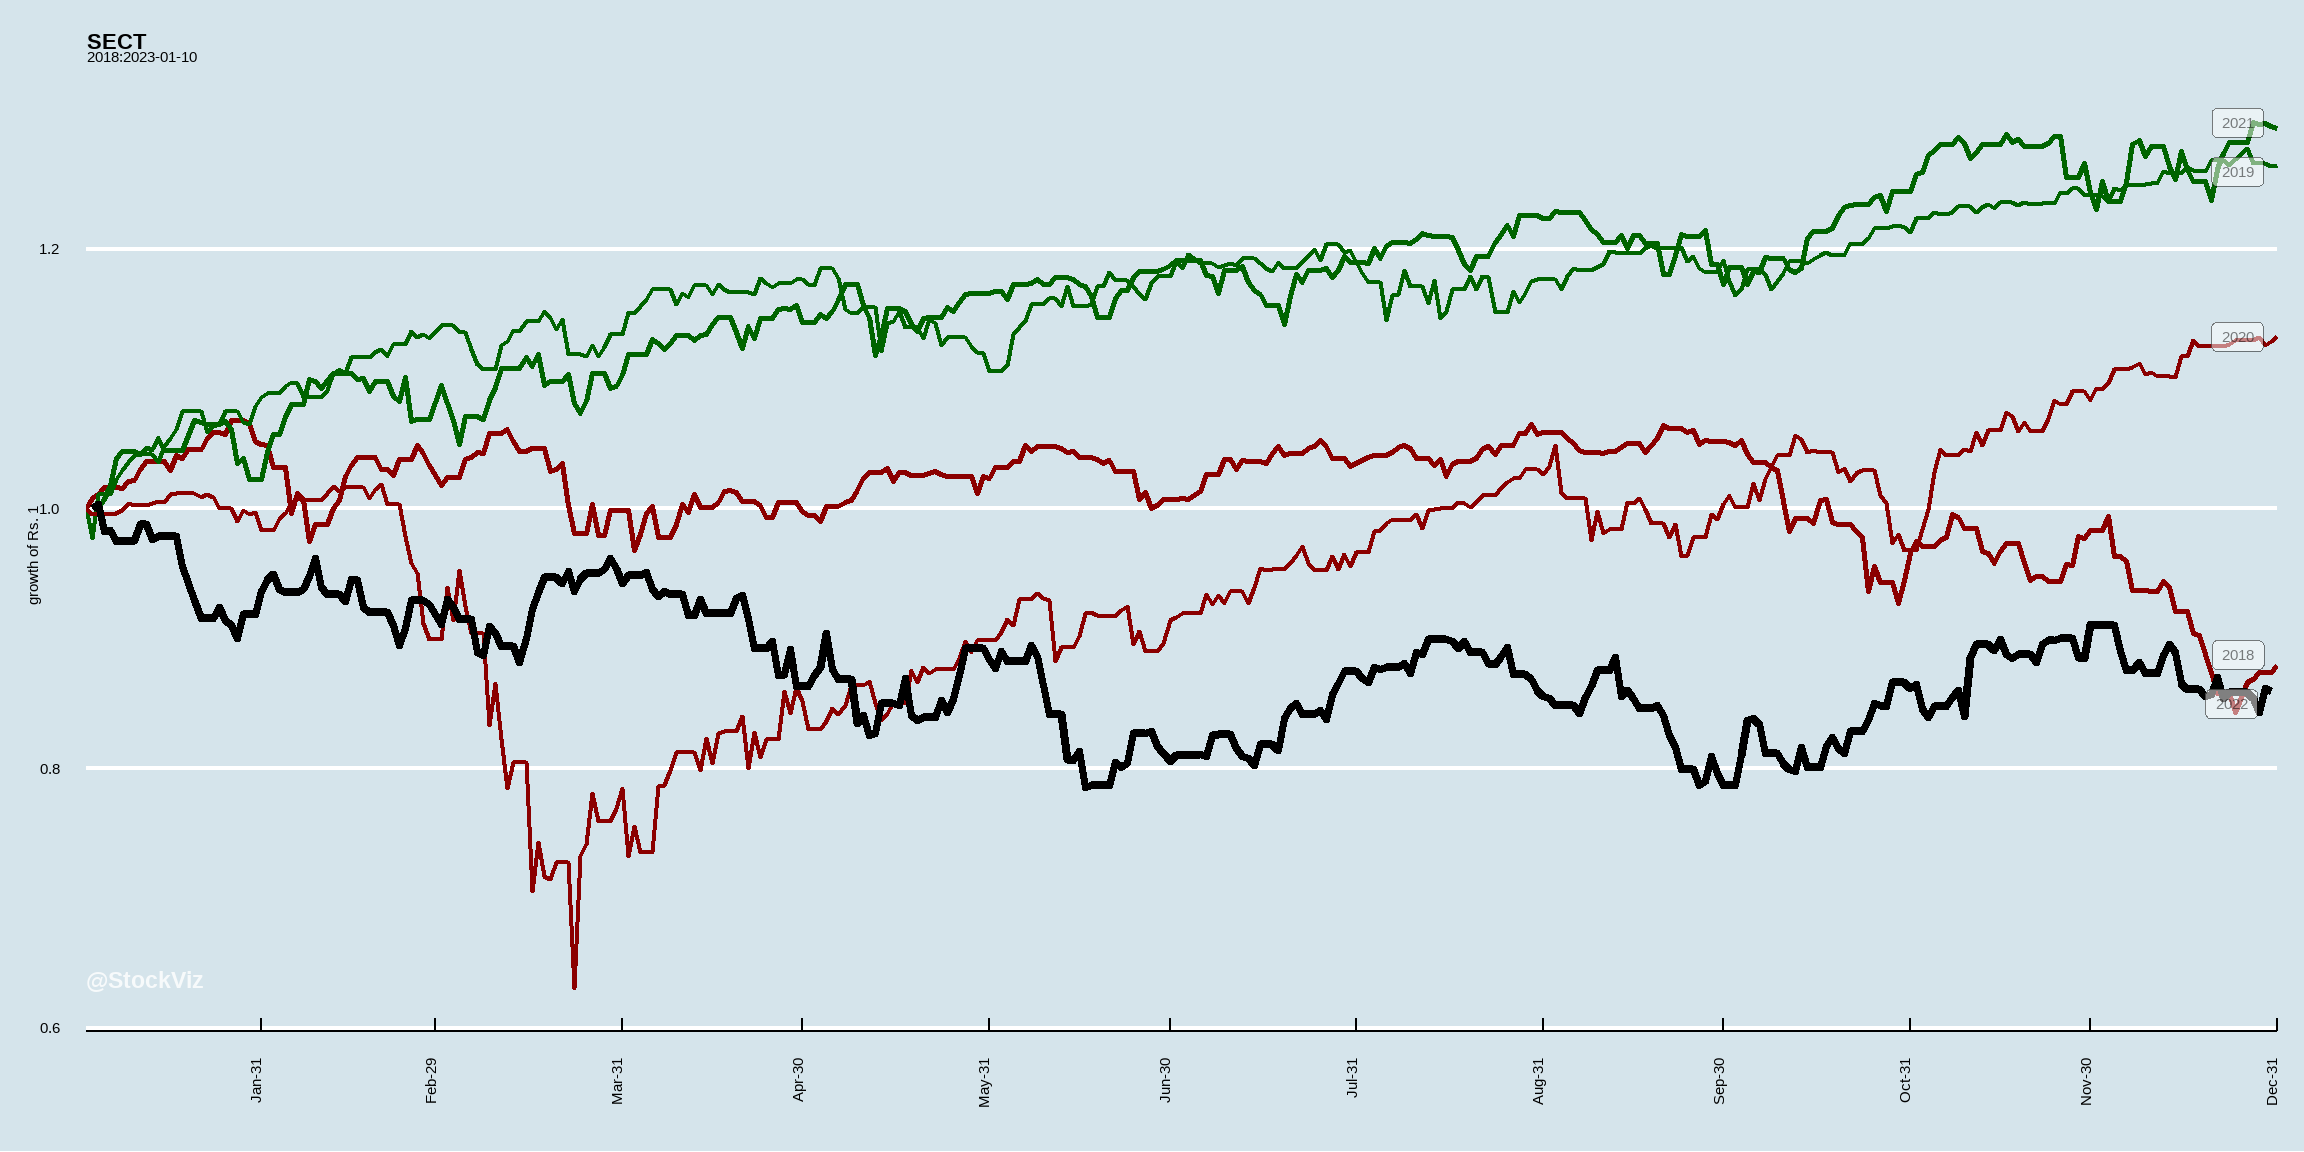 SECT
2018:2023-01-10
2021
2019
1.2
2020
1.0
growth of Rs. 1
2018
2022
0.8
@StockViz
0.6
Jan-31
Feb-29
Mar-31
Apr-30
May-31
Jun-30
Jul-31
Aug-31
Sep-30
Oct-31
Nov-30
Dec-31